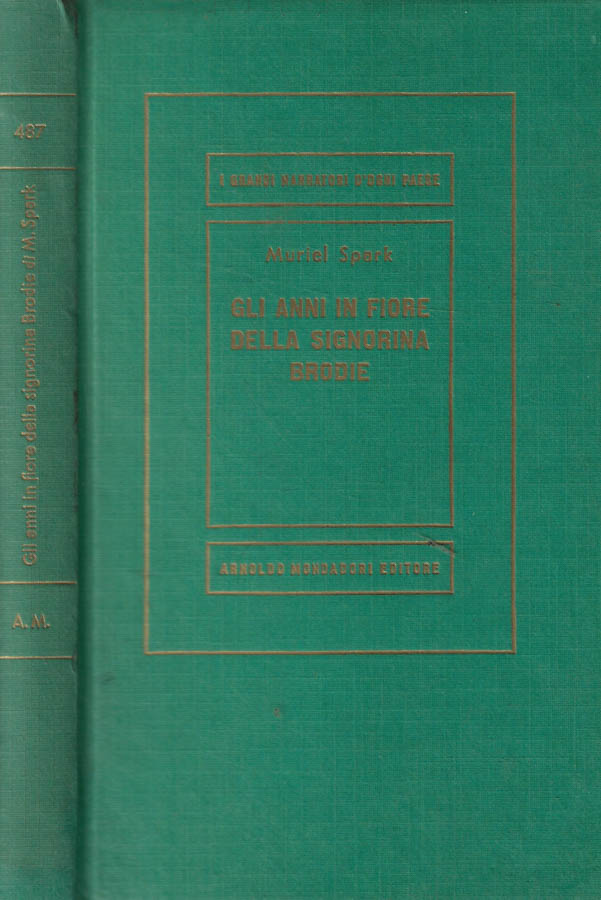 487
Gli anni in fiore della signorina Brodie di M. Spark
A.M.
I GRANDI NARRATORI D'OGNI PAESE
Muriel Spark
GLI ANNI IN FIORE
DELLA SIGNORINA
BRODIE
ARNOLDO MONDADORI EDITORE